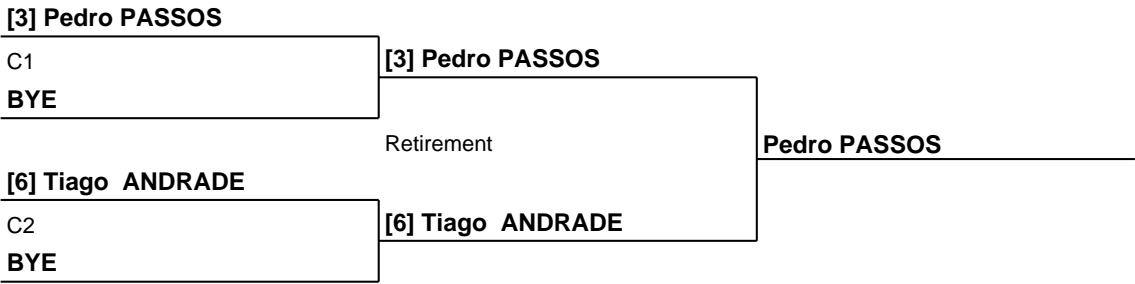 [3] Pedro PASSOS
C1
[3] Pedro PASSOS
BYE
Retirement
Pedro PASSOS
[6] Tiago  ANDRADE
C2
[6] Tiago  ANDRADE
BYE